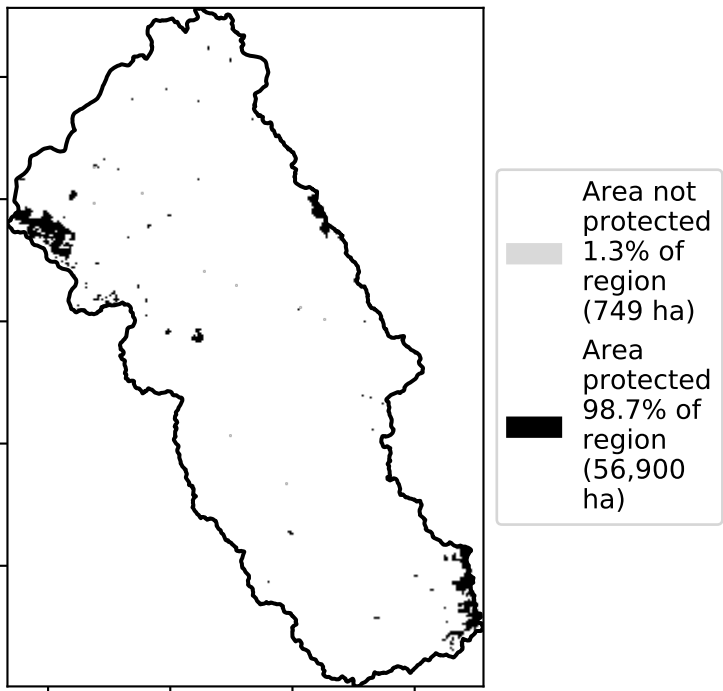 Area not
protected
1.3% of
region
(749 ha)
Area
protected
98.7% of
region
(56,900
ha)